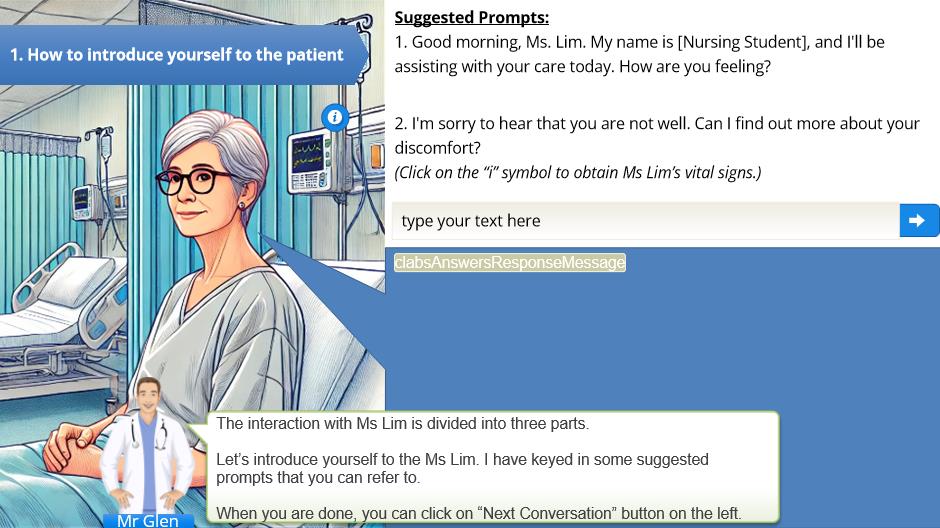 1. How to introduce yourself to the patient
Suggested Prompts:
1. Good morning, Ms. Lim. My name is [Nursing Student], and I'll be
assisting with your care today. How are you feeling?
2. I'm sorry to hear that you are not well. Can I find out more about your
discomfort?
(Click on the “i” symbol to obtain Ms Lim’s vital signs.)
i
type your text here
clabsAnswersResponseMessage
The interaction with Ms Lim is divided into three parts.
Let’s introduce yourself to the Ms Lim. I have keyed in some suggested
prompts that you can refer to.
When you are done, you can click on “Next Conversation” button on the left.
Mr Glen